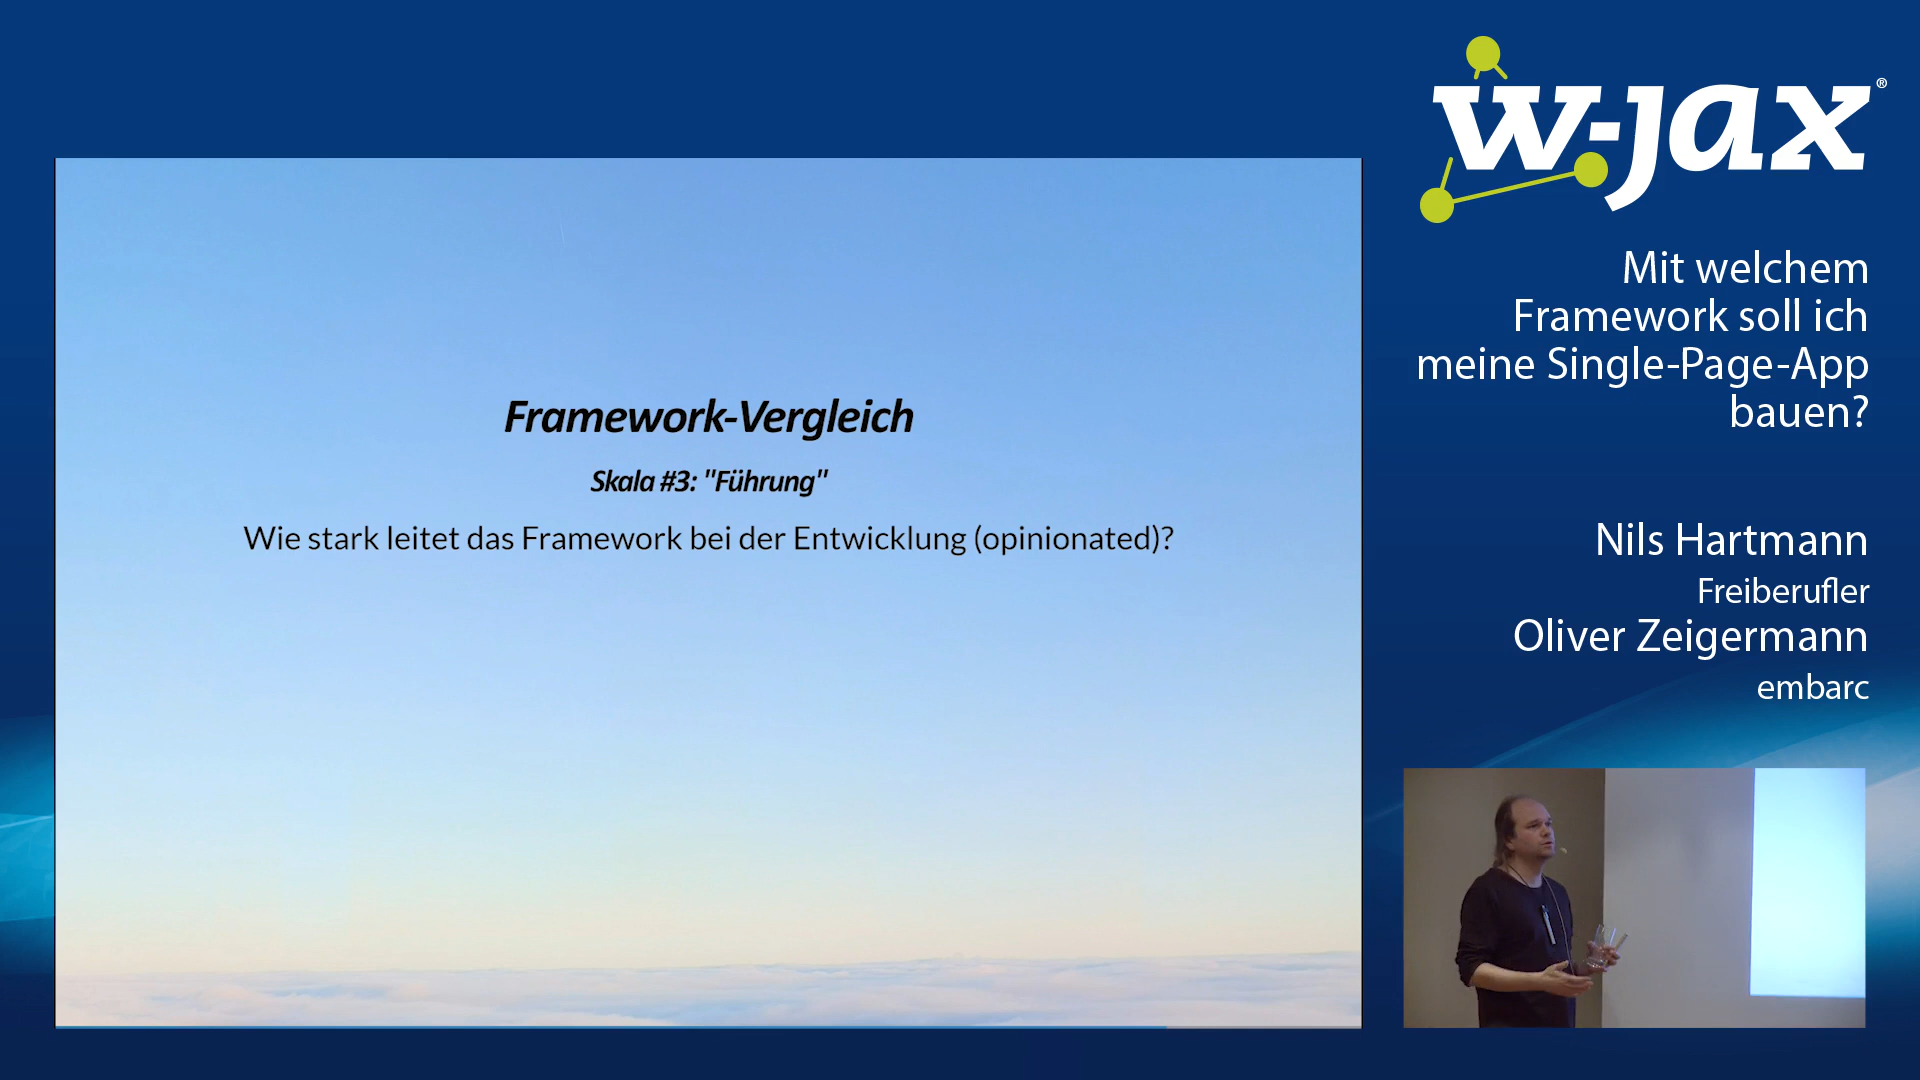 Framework-Vergleich
Skala #3: "Führung"
Wie stark leitet das Framework bei der Entwicklung (opinionated)?
w-jax®
Mit welchem
Framework soll ich
meine Single-Page-App
bauen?
Nils Hartmann
Freiberufler
Oliver Zeigermann
embarc